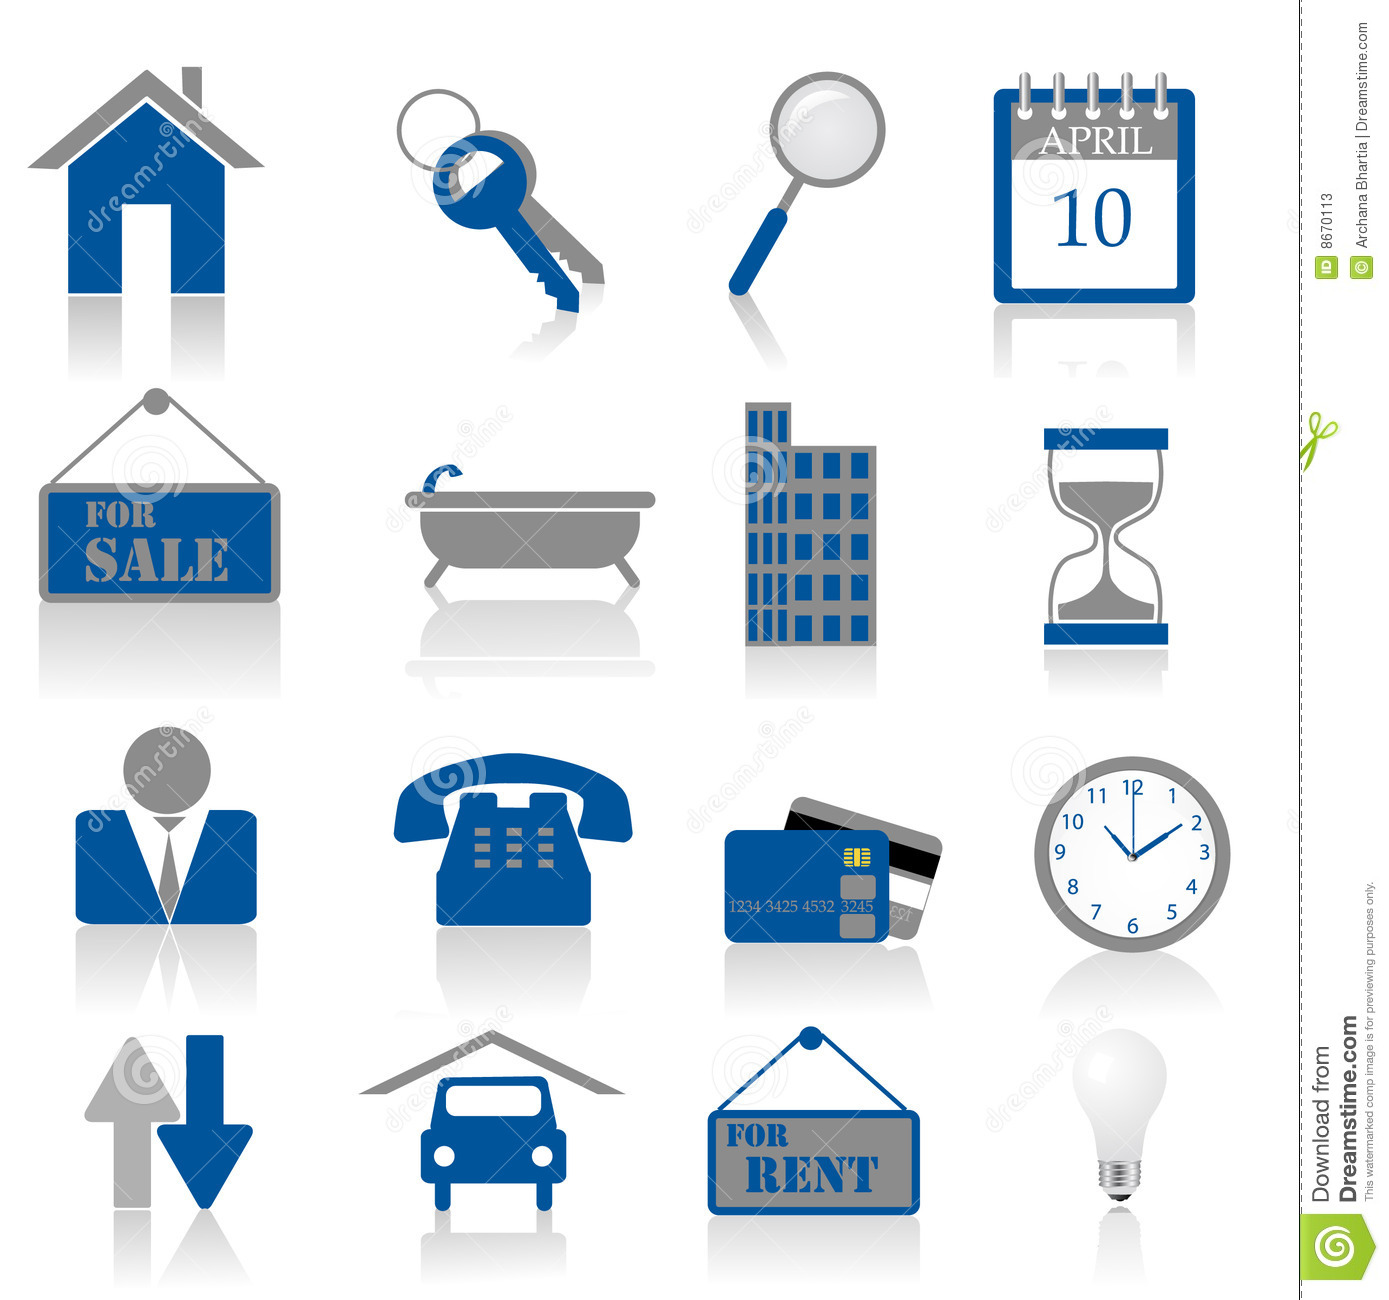 APRIL
10
FOR
SALE
1234 3425 4532 3245
12
11
1
10
2
9
3
8
4
7
5
6
FOR
RENT
dreamstime
ID 8670113
© Archana Bhartia | Dreamstime.com
Download from
Dreamstime.com
This watermarked comp image is for previewing purposes only.